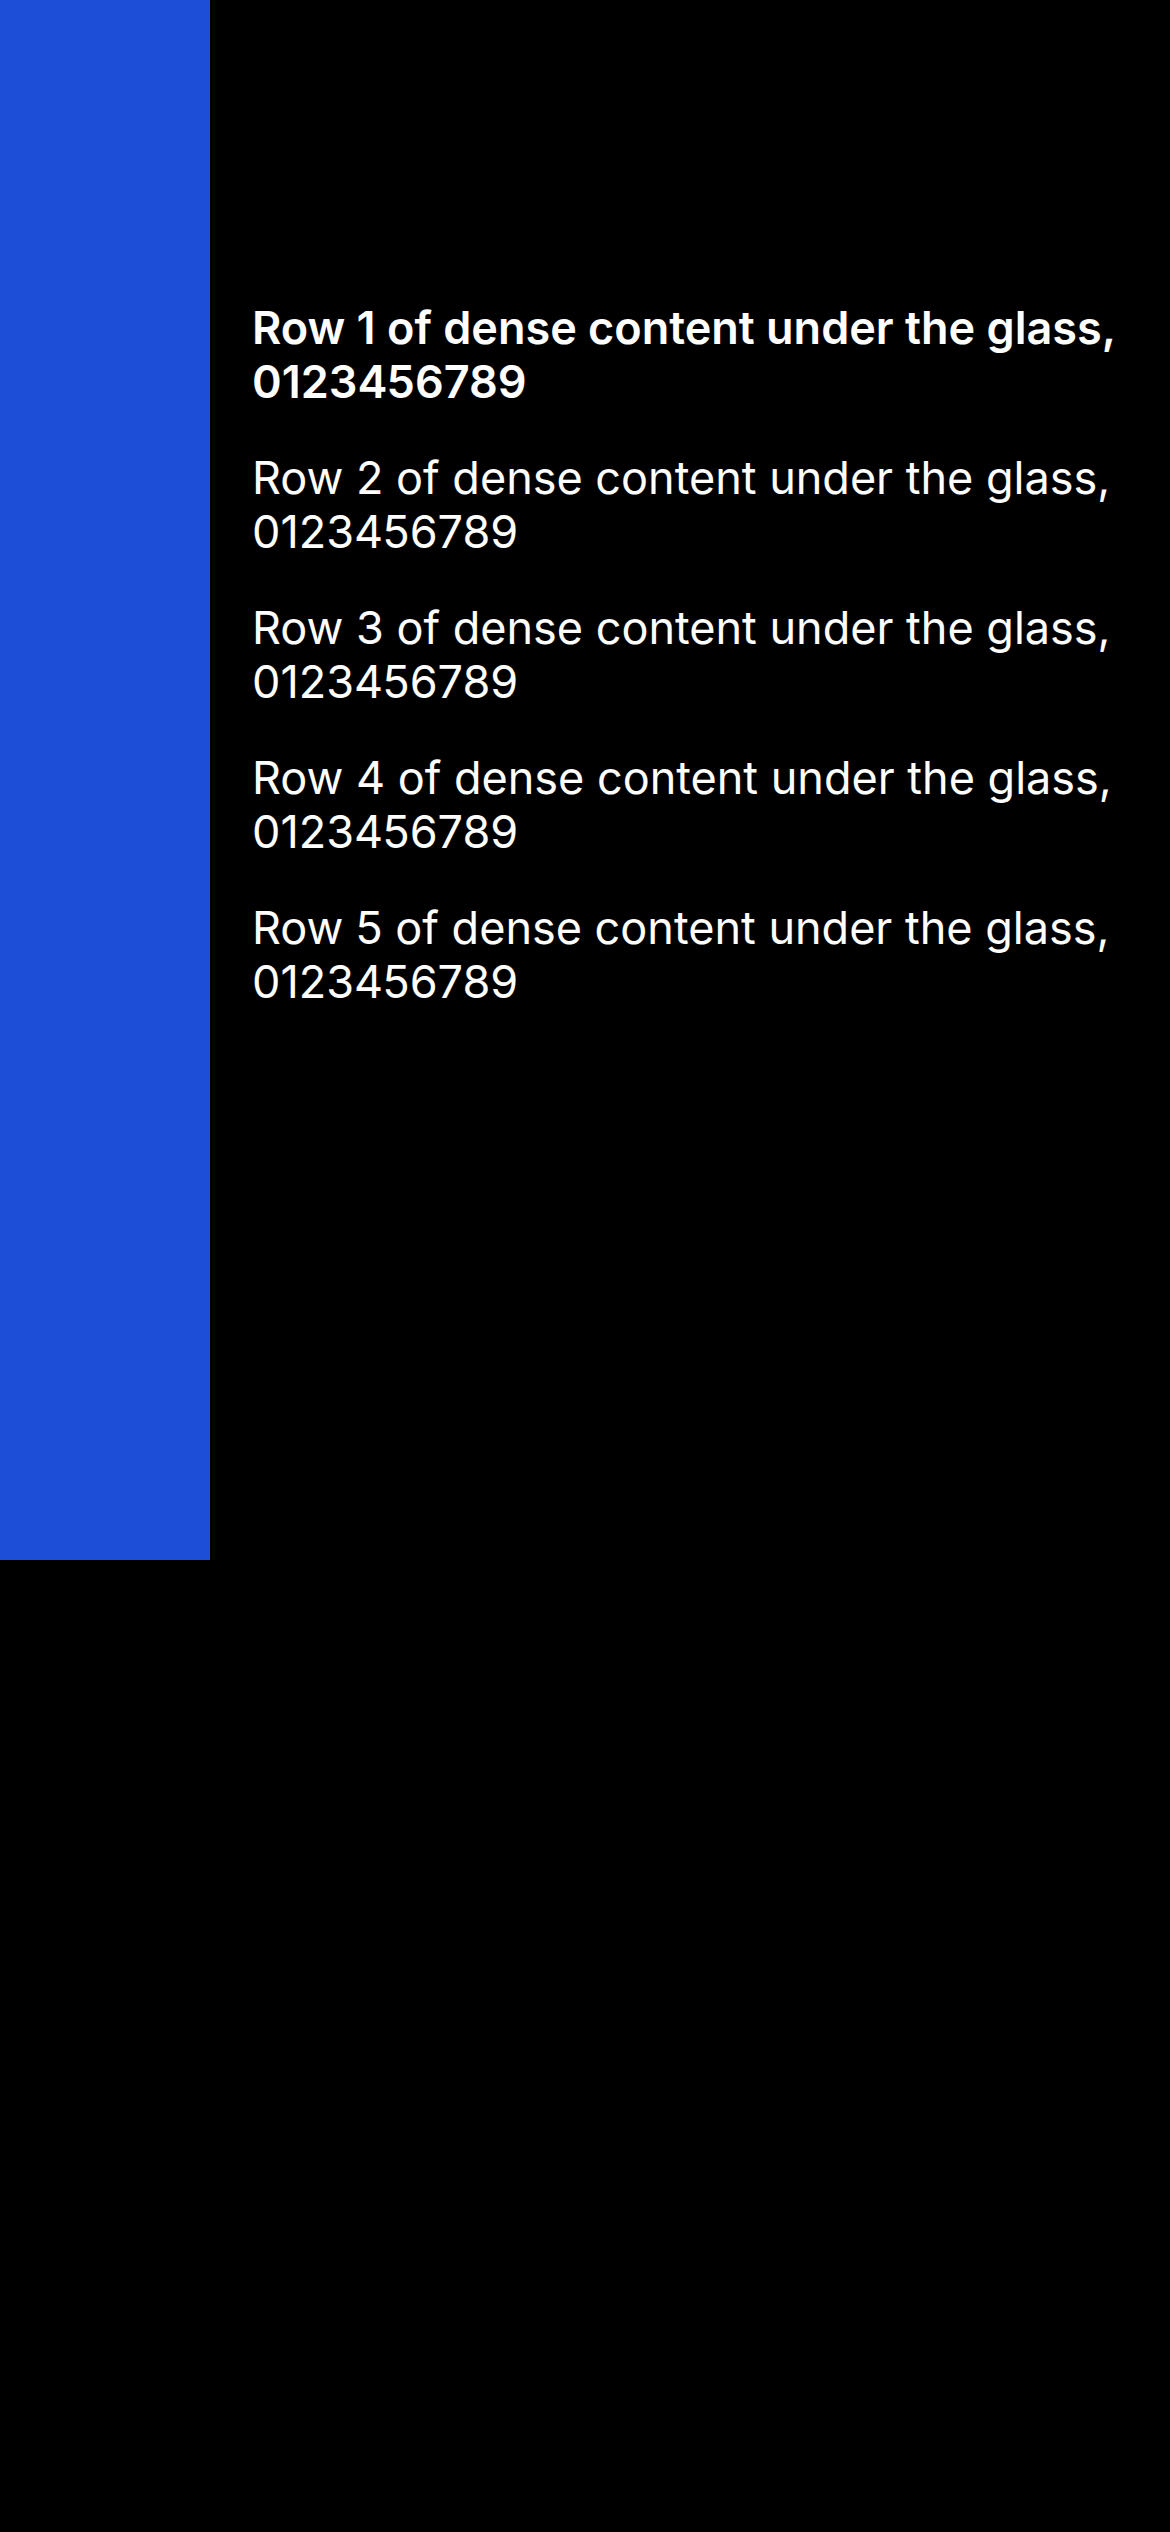 Row 1 of dense content under the glass,
0123456789
Row 2 of dense content under the glass,
0123456789
Row 3 of dense content under the glass,
0123456789
Row 4 of dense content under the glass,
0123456789
Row 5 of dense content under the glass,
0123456789